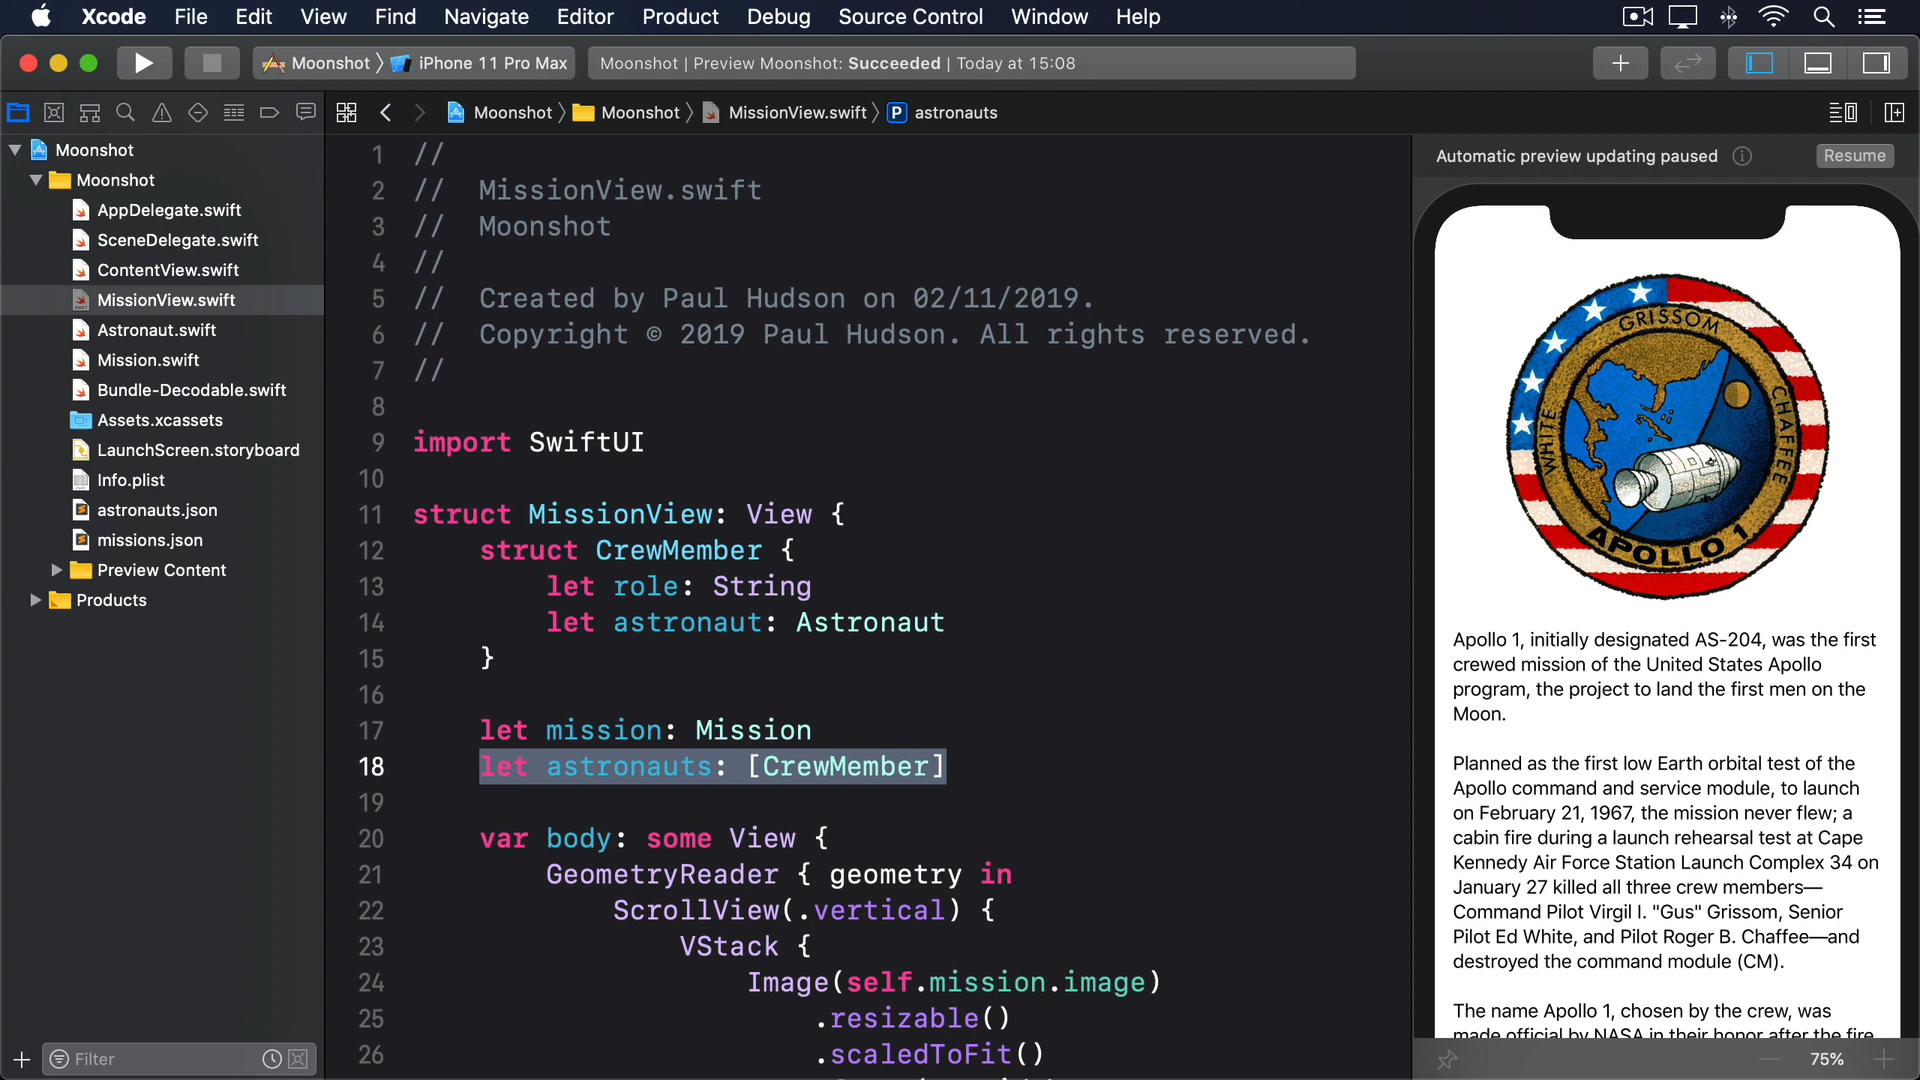 Xcode File Edit View Find Navigate Editor Product Debug Source Control Window Help
Moonshot iPhone 11 Pro Max
Moonshot | Preview Moonshot: Succeeded | Today at 15:08
Moonshot Moonshot MissionView.swift P astronauts
Moonshot
Moonshot
AppDelegate.swift
SceneDelegate.swift
ContentView.swift
MissionView.swift
Astronaut.swift
Mission.swift
Bundle-Decodable.swift
Assets.xcassets
LaunchScreen.storyboard
Info.plist
astronauts.json
missions.json
Preview Content
Products
Filter
1 //
2 //  MissionView.swift
3 //  Moonshot
4 //
5 //  Created by Paul Hudson on 02/11/2019.
6 //  Copyright © 2019 Paul Hudson. All rights reserved.
7 //
8
9 import SwiftUI
10
11 struct MissionView: View {
12     struct CrewMember {
13         let role: String
14         let astronaut: Astronaut
15     }
16
17     let mission: Mission
18     let astronauts: [CrewMember]
19
20     var body: some View {
21         GeometryReader { geometry in
22             ScrollView(.vertical) {
23                 VStack {
24                     Image(self.mission.image)
25                         .resizable()
26                         .scaledToFit()
Automatic preview updating paused Resume
GRISSOM
WHITE
CHAFFEE
APOLLO 1
Apollo 1, initially designated AS-204, was the first
crewed mission of the United States Apollo
program, the project to land the first men on the
Moon.
Planned as the first low Earth orbital test of the
Apollo command and service module, to launch
on February 21, 1967, the mission never flew; a
cabin fire during a launch rehearsal test at Cape
Kennedy Air Force Station Launch Complex 34 on
January 27 killed all three crew members—
Command Pilot Virgil I. "Gus" Grissom, Senior
Pilot Ed White, and Pilot Roger B. Chaffee—and
destroyed the command module (CM).
The name Apollo 1, chosen by the crew, was
made official by NASA in their honor after the fire
75%